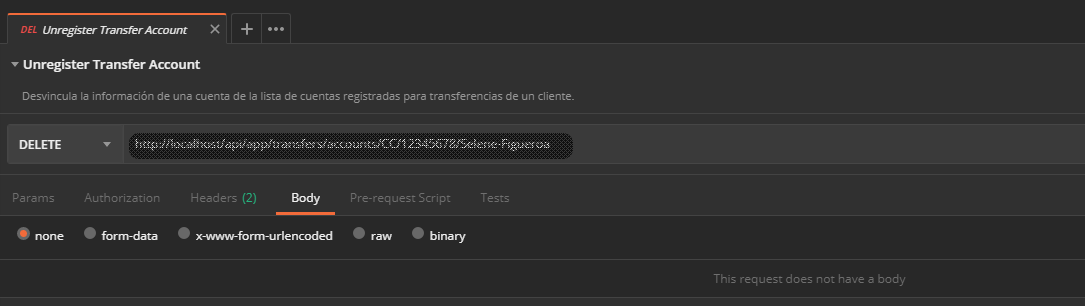 DEL Unregister Transfer Account
Unregister Transfer Account
Desvincula la información de una cuenta de la lista de cuentas registradas para transferencias de un cliente.
DELETE http://localhost/api/app/transfers/accounts/CC/12345678/Selene-Figueroa
Params Authorization Headers (2) Body Pre-request Script Tests
none form-data x-www-form-urlencoded raw binary
This request does not have a body